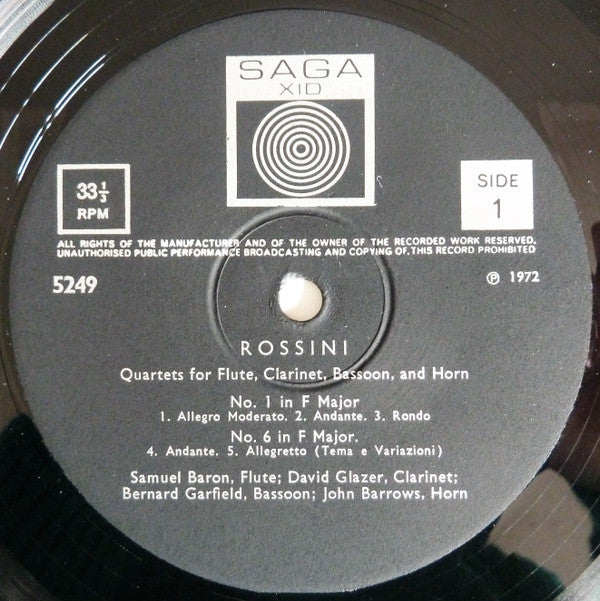 SAGA
XID
33 1/3
RPM
SIDE
1
ALL RIGHTS OF THE MANUFACTURER AND OF THE OWNER OF THE RECORDED WORK RESERVED,
UNAUTHORISED PUBLIC PERFORMANCE BROADCASTING AND COPYING OF, THIS RECORD PROHIBITED
5249
℗ 1972
ROSSINI
Quartets for Flute, Clarinet, Bassoon, and Horn
No. 1 in F Major
1. Allegro Moderato. 2. Andante. 3. Rondo
No. 6 in F Major.
4. Andante. 5. Allegretto (Tema e Variazioni)
Samuel Baron, Flute; David Glazer, Clarinet;
Bernard Garfield, Bassoon; John Barrows, Horn